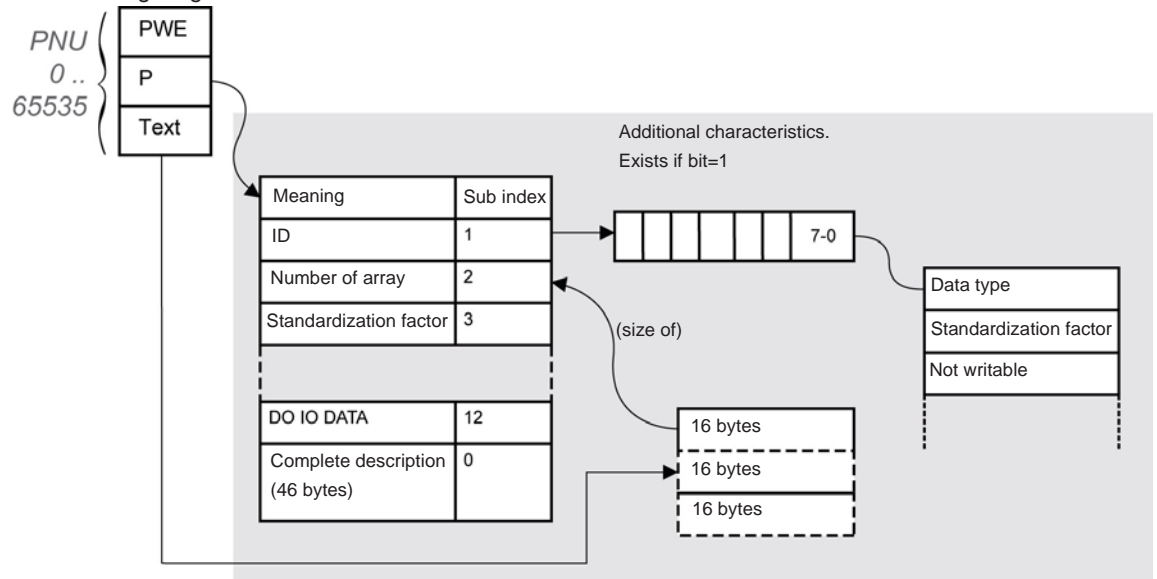 PNU
0 ..
65535
PWE
P
Text
Additional characteristics.
Exists if bit=1
Meaning Sub index
ID 1
Number of array 2
Standardization factor 3
DO IO DATA 12
Complete description 0
(46 bytes)
7-0
Data type
Standardization factor
Not writable
(size of)
16 bytes
16 bytes
16 bytes